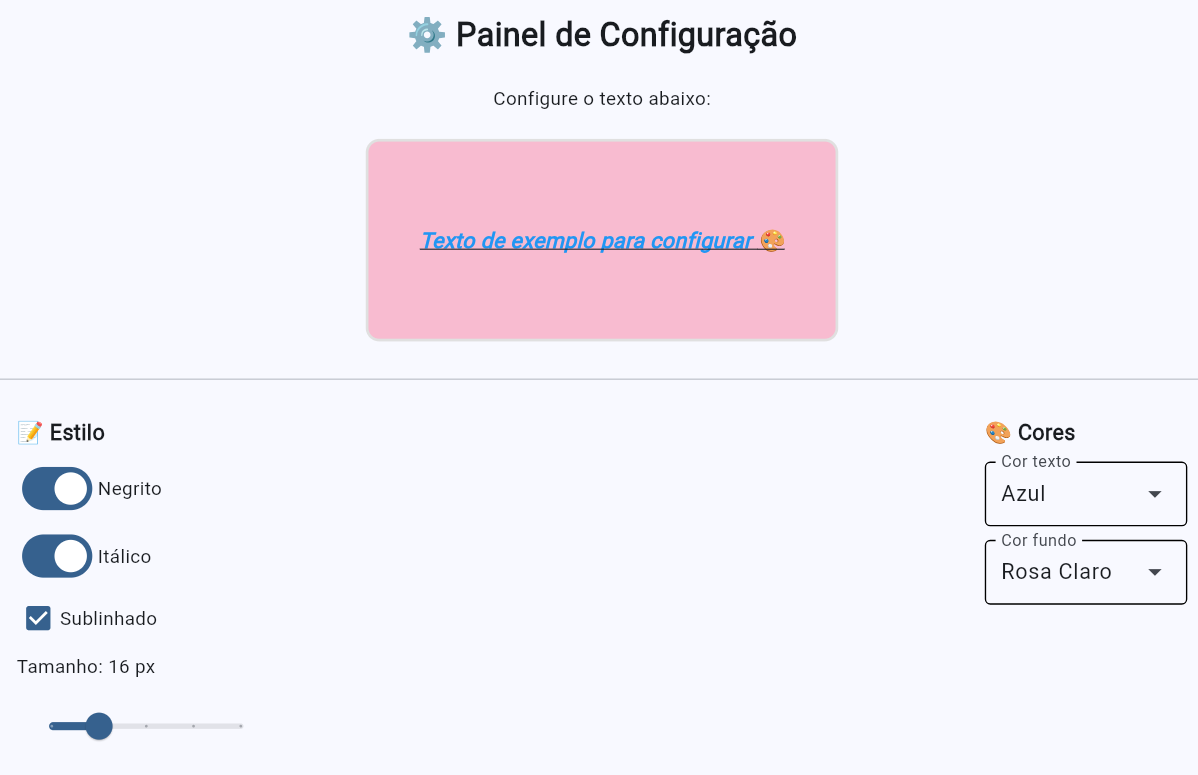 ⚙️ Painel de Configuração
Configure o texto abaixo:
Texto de exemplo para configurar 🎨
📝 Estilo
Negrito
Itálico
Sublinhado
Tamanho: 16 px
🎨 Cores
Cor texto
Azul
Cor fundo
Rosa Claro